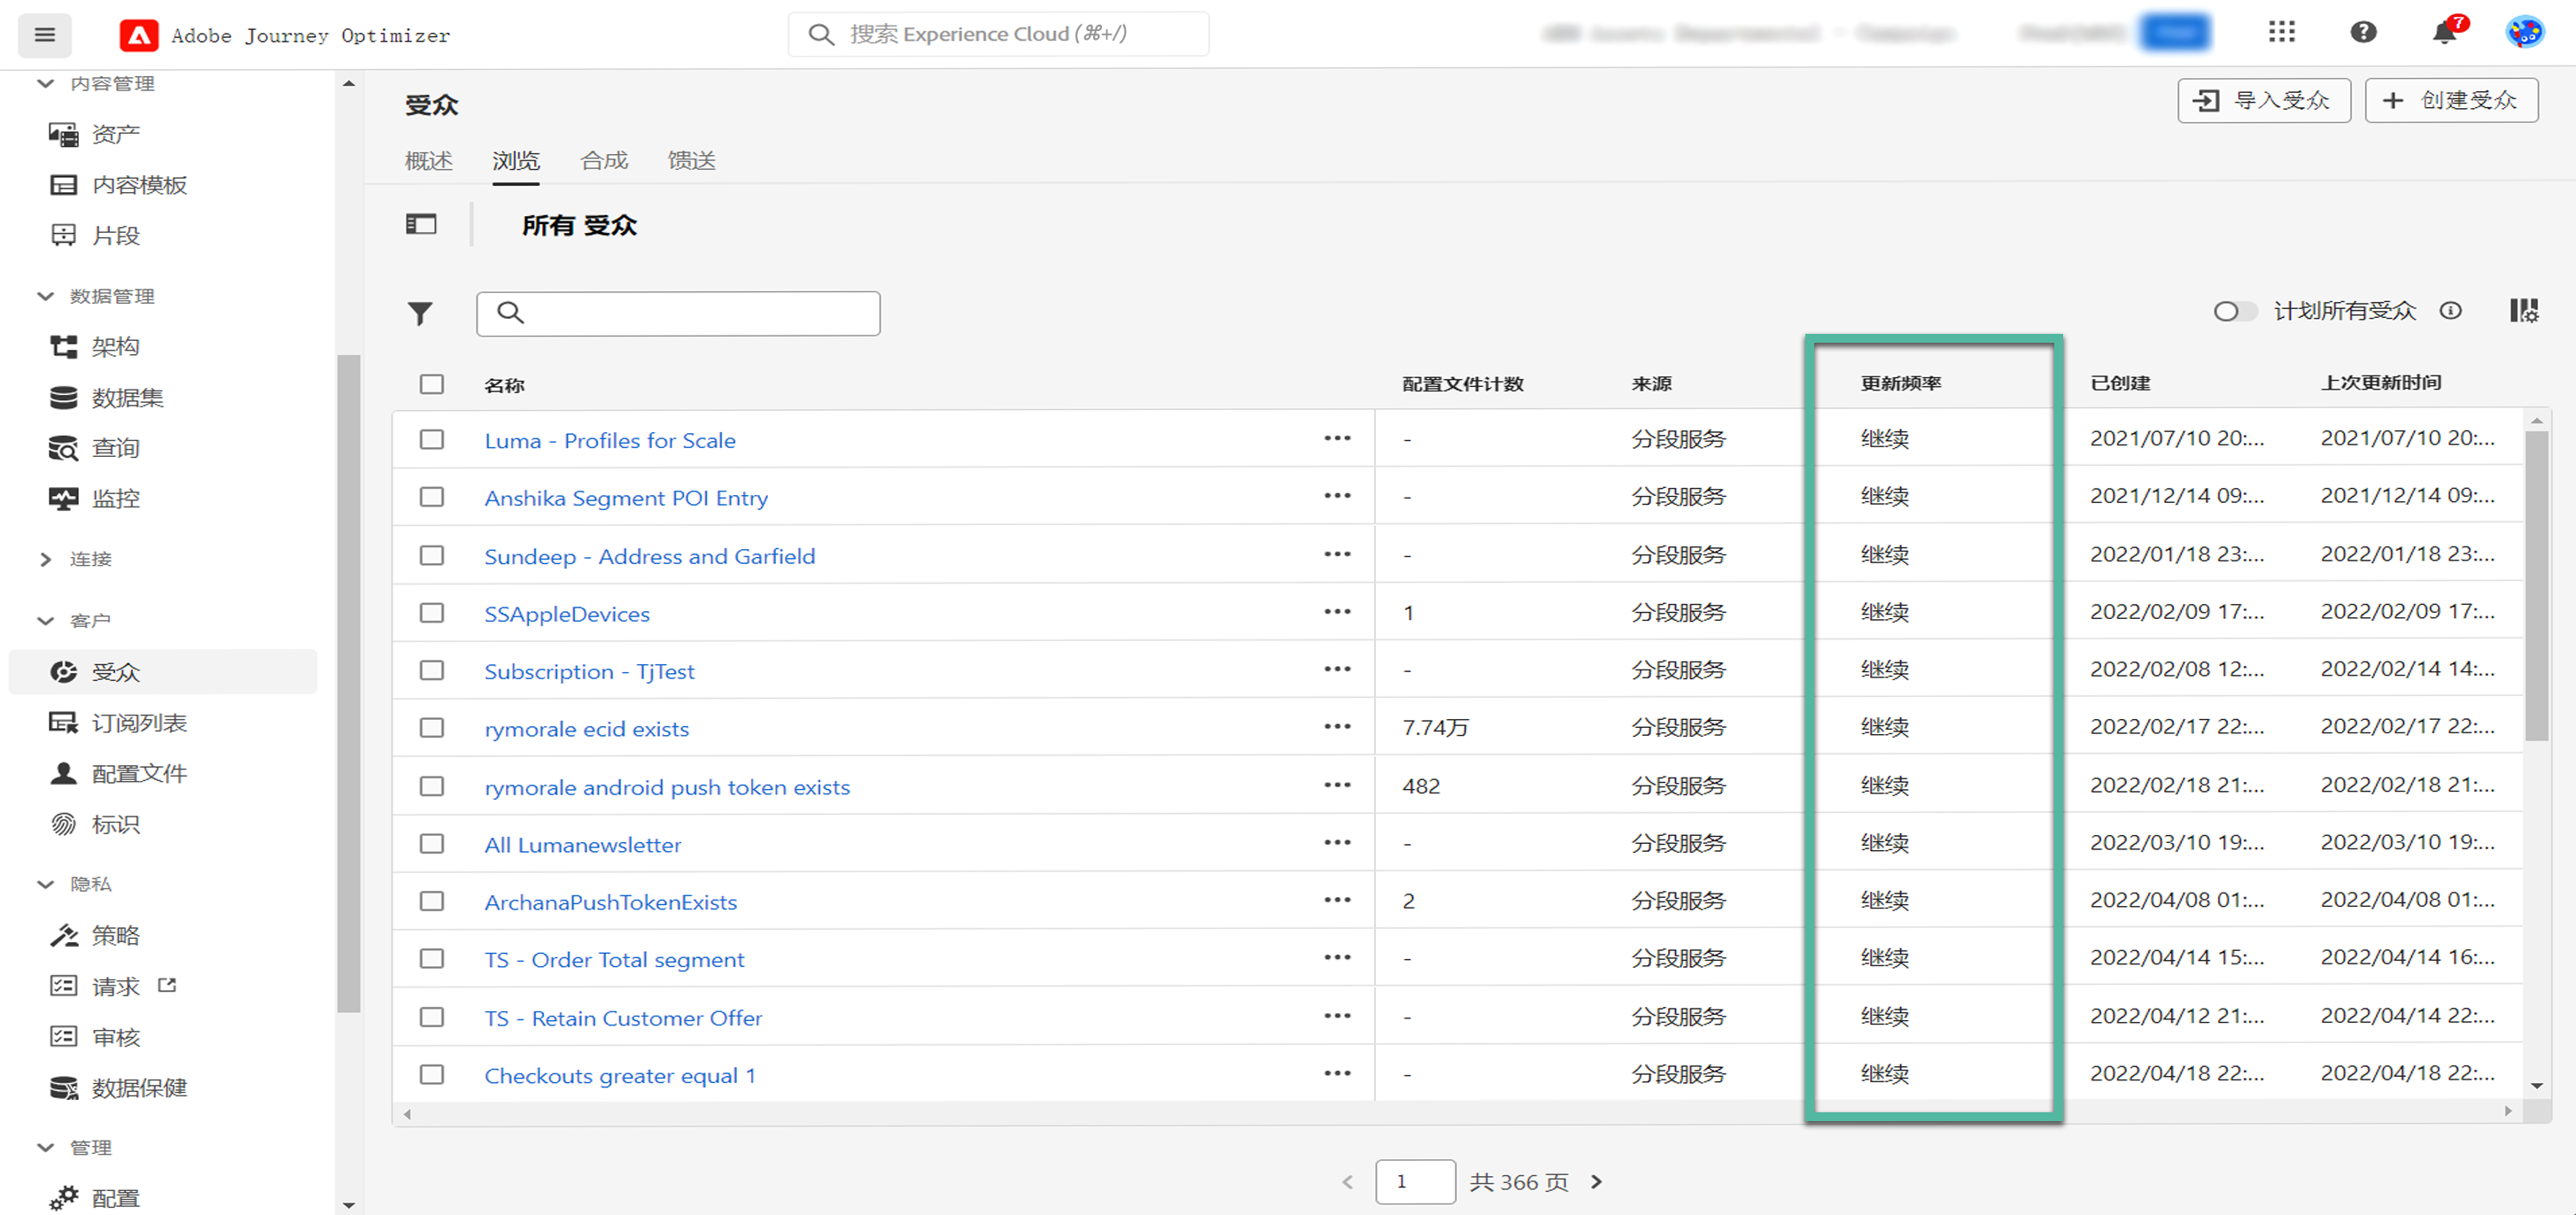 Adobe Journey Optimizer
搜索 Experience Cloud (⌘+/)
7
内容管理
资产
内容模板
片段
数据管理
架构
数据集
查询
监控
连接
客户
受众
订阅列表
配置文件
标识
隐私
策略
请求
审核
数据保健
管理
配置
受众
导入受众
创建受众
概述 浏览 合成 馈送
所有 受众
计划所有受众
名称 配置文件计数 来源 更新频率 已创建 上次更新时间
Luma - Profiles for Scale ••• - 分段服务 继续 2021/07/10 20:... 2021/07/10 20:...
Anshika Segment POI Entry ••• - 分段服务 继续 2021/12/14 09:... 2021/12/14 09:...
Sundeep - Address and Garfield ••• - 分段服务 继续 2022/01/18 23:... 2022/01/18 23:...
SSAppleDevices ••• 1 分段服务 继续 2022/02/09 17:... 2022/02/09 17:...
Subscription - TjTest ••• - 分段服务 继续 2022/02/08 12:... 2022/02/14 14:...
rymorale ecid exists ••• 7.74万 分段服务 继续 2022/02/17 22:... 2022/02/17 22:...
rymorale android push token exists ••• 482 分段服务 继续 2022/02/18 21:... 2022/02/18 21:...
All Lumanewsletter ••• - 分段服务 继续 2022/03/10 19:... 2022/03/10 19:...
ArchanaPushTokenExists ••• 2 分段服务 继续 2022/04/08 01:... 2022/04/08 01:...
TS - Order Total segment ••• - 分段服务 继续 2022/04/14 15:... 2022/04/14 16:...
TS - Retain Customer Offer ••• - 分段服务 继续 2022/04/12 21:... 2022/04/14 22:...
Checkouts greater equal 1 ••• - 分段服务 继续 2022/04/18 22:... 2022/04/18 22:...
1 共 366 页